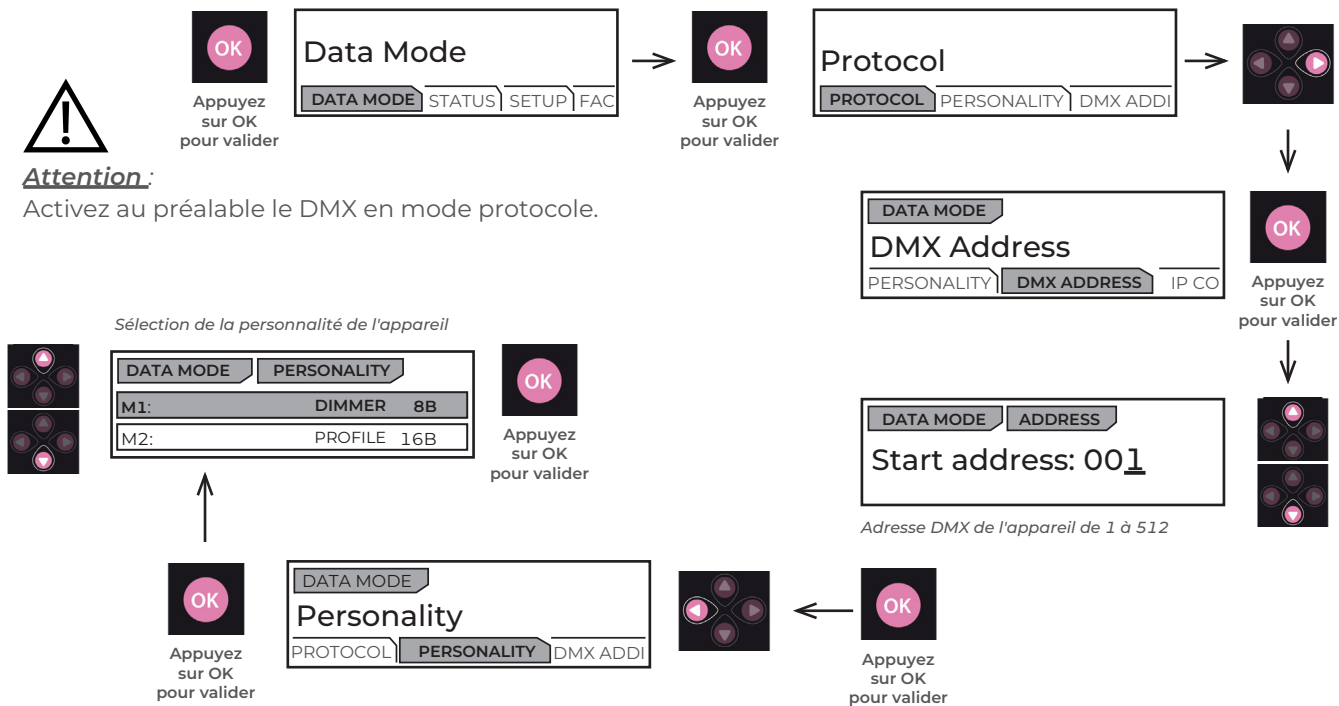 OK
Appuyez
sur OK
pour valider
Data Mode
DATA MODE STATUS SETUP FAC
OK
Appuyez
sur OK
pour valider
Protocol
PROTOCOL PERSONALITY DMX ADDI
Attention :
Activez au préalable le DMX en mode protocole.
DATA MODE
DMX Address
PERSONALITY DMX ADDRESS IP CO
OK
Appuyez
sur OK
pour valider
DATA MODE ADDRESS
Start address: 001
Adresse DMX de l'appareil de 1 à 512
OK
Appuyez
sur OK
pour valider
DATA MODE
Personality
PROTOCOL PERSONALITY DMX ADDI
OK
Appuyez
sur OK
pour valider
Sélection de la personnalité de l'appareil
DATA MODE PERSONALITY
M1: DIMMER 8B
M2: PROFILE 16B
OK
Appuyez
sur OK
pour valider